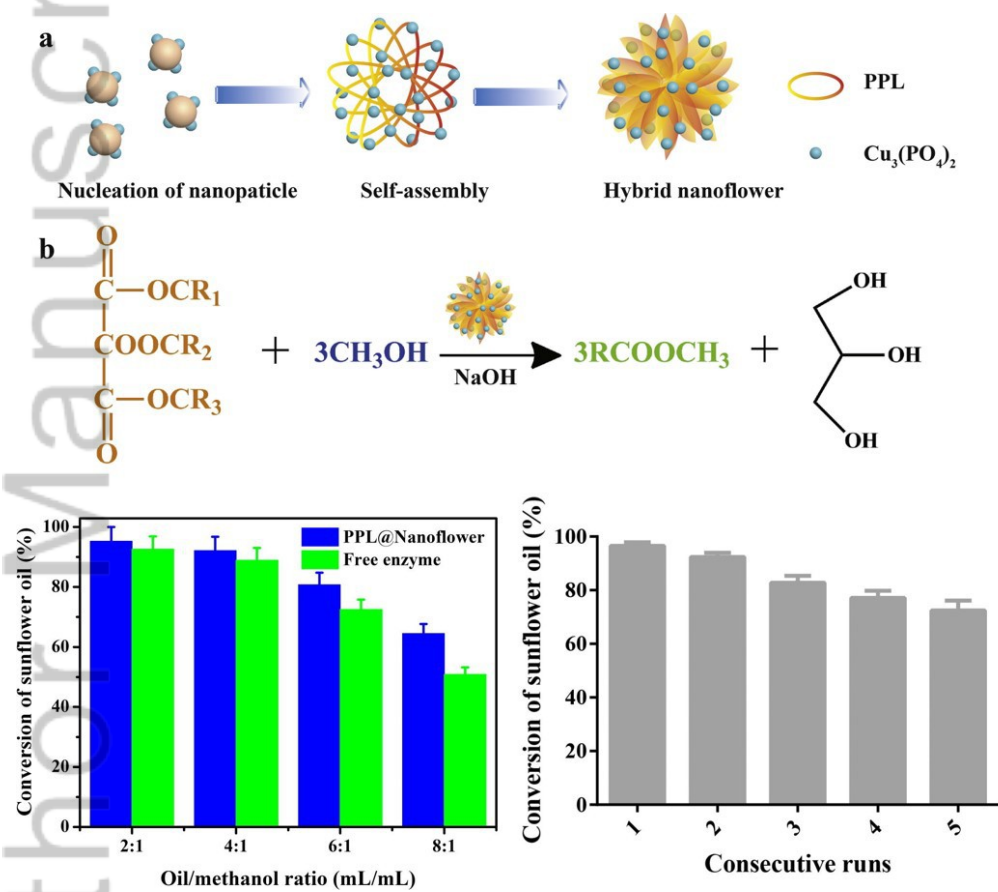 a
PPL
Cu₃(PO₄)₂
Nucleation of nanopaticle
Self-assembly
Hybrid nanoflower
b
O
C—OCR₁
COOCR₂
C—OCR₃
O
+ 3CH₃OH
NaOH
3RCOOCH₃ +
OH
OH
OH
Conversion of sunflower oil (%)
100
80
60
40
20
0
PPL@Nanoflower
Free enzyme
2:1 4:1 6:1 8:1
Oil/methanol ratio (mL/mL)
Conversion of sunflower oil (%)
100
80
60
40
20
0
1 2 3 4 5
Consecutive runs
thor Manuscr